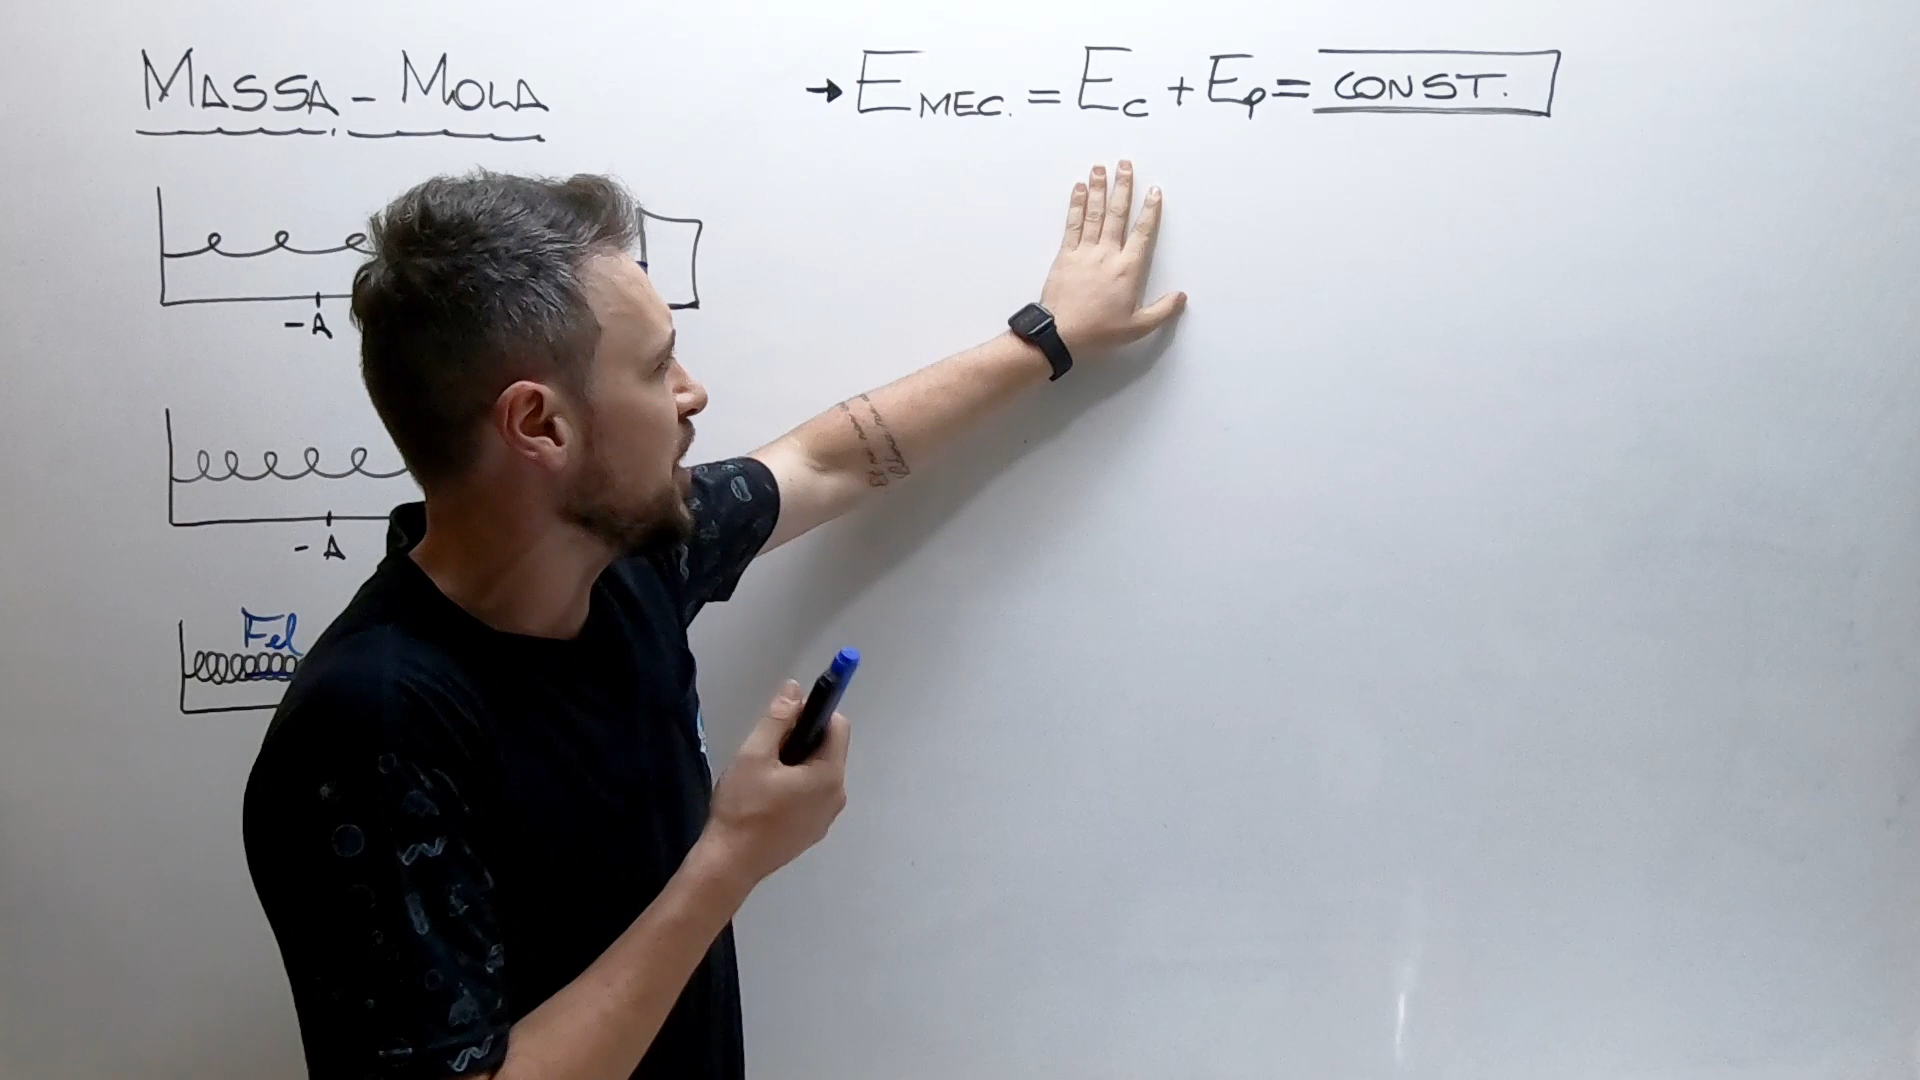 MASSA - MOLA
→ EMEC. = EC + EP = CONST.
-A
-A
Fel